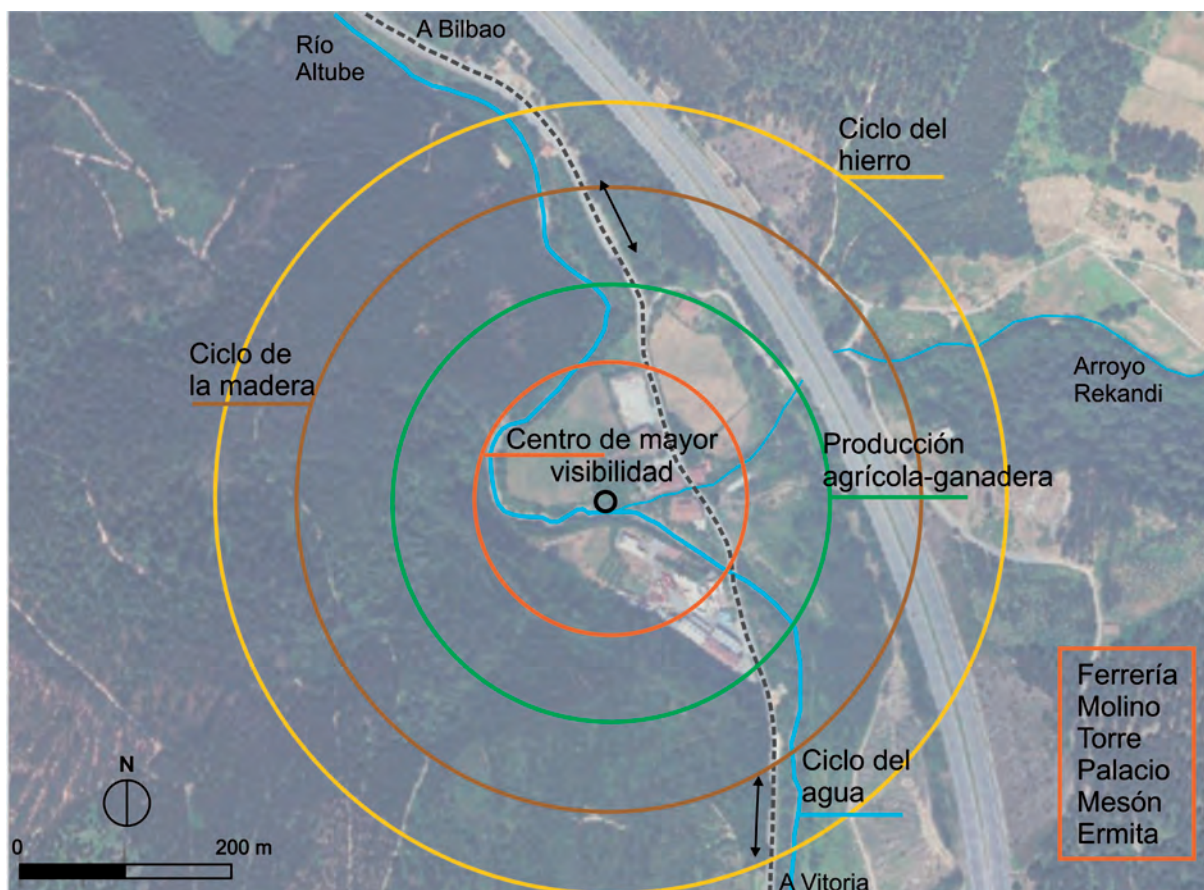 A Bilbao
Río
Altube
Ciclo del
hierro
Ciclo de
la madera
Arroyo
Rekandi
Centro de mayor
visibilidad
Producción
agrícola-ganadera
Ferrería
Molino
Torre
Palacio
Mesón
Ermita
Ciclo del
agua
N
0 200 m
A Vitoria